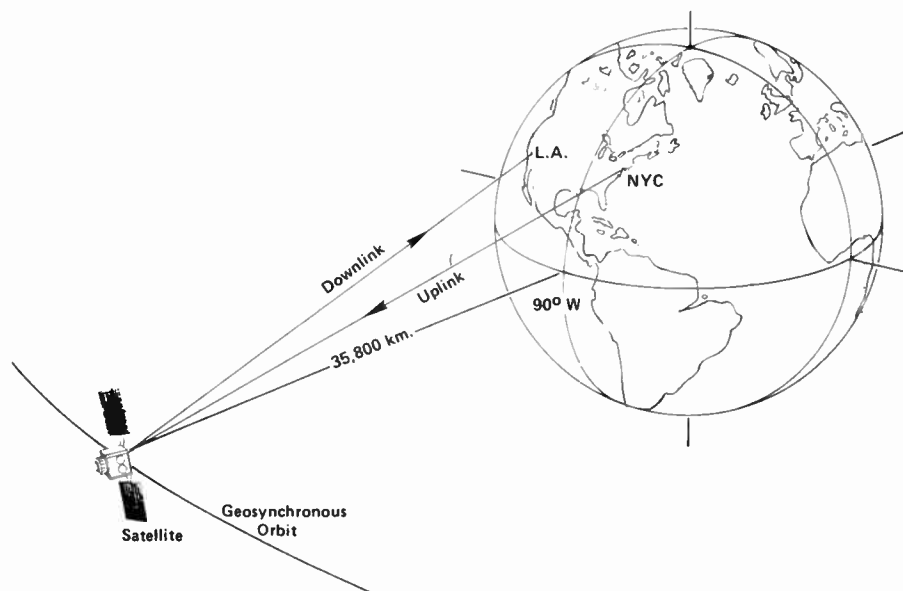 L.A.
NYC
Downlink
Uplink
90° W
35,800 km.
Geosynchronous
Orbit
Satellite